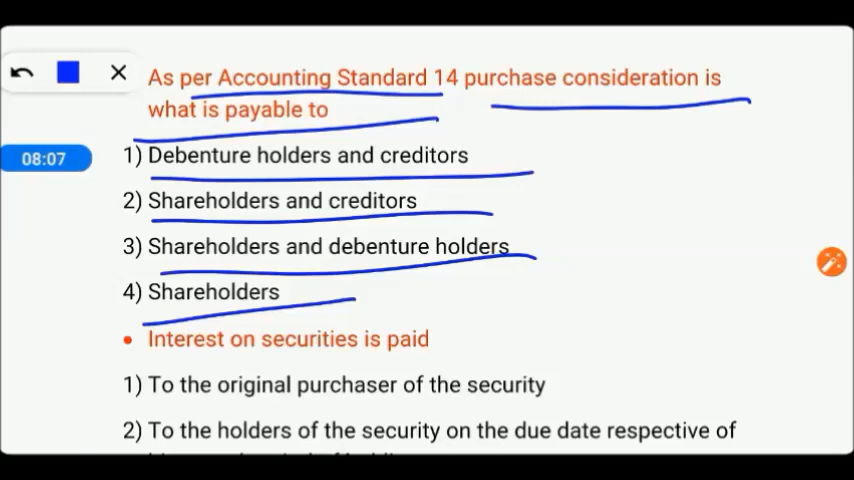 As per Accounting Standard 14 purchase consideration is
what is payable to
08:07
1) Debenture holders and creditors
2) Shareholders and creditors
3) Shareholders and debenture holders
4) Shareholders
• Interest on securities is paid
1) To the original purchaser of the security
2) To the holders of the security on the due date respective of